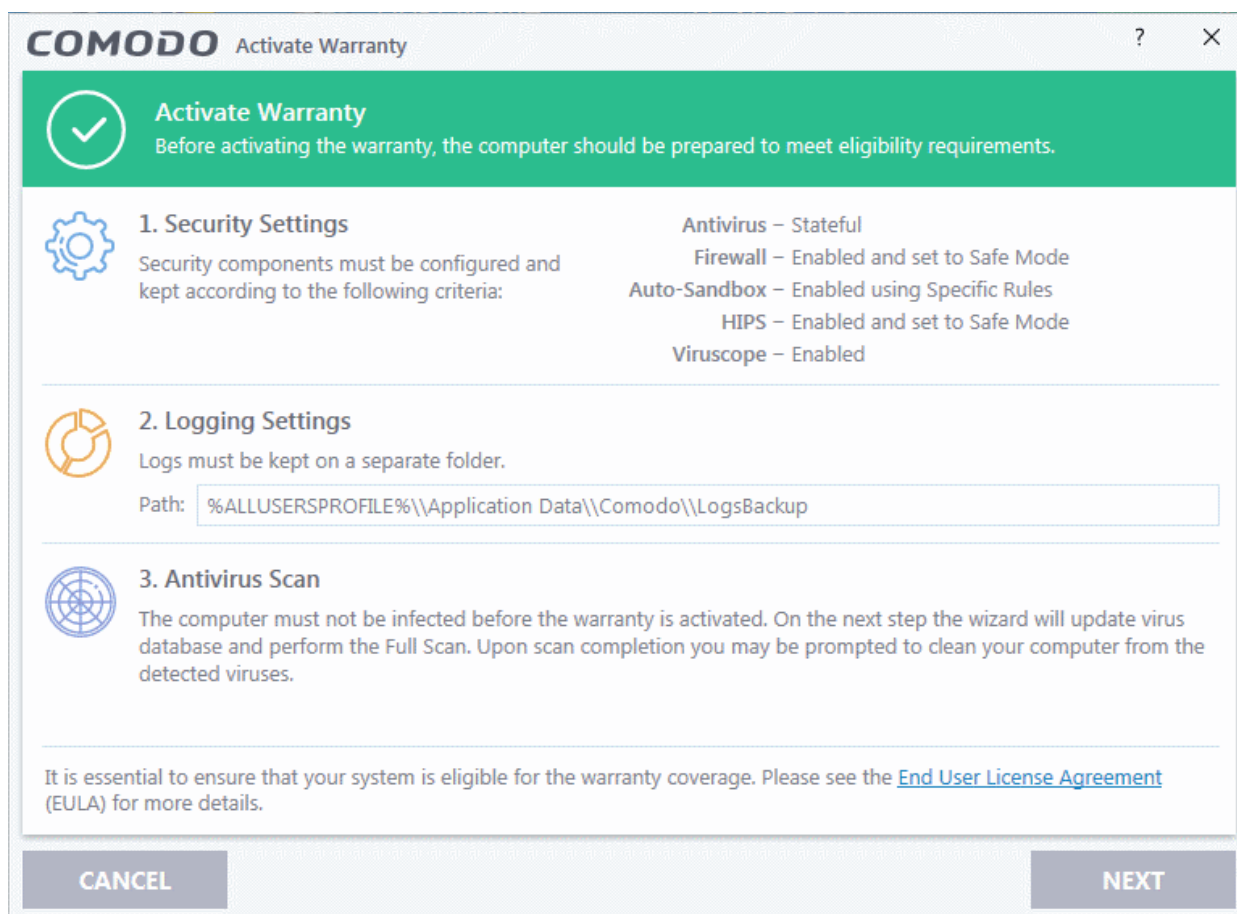 COMODO Activate Warranty
?
Activate Warranty
Before activating the warranty, the computer should be prepared to meet eligibility requirements.
1. Security Settings
Security components must be configured and
kept according to the following criteria:
Antivirus – Stateful
Firewall – Enabled and set to Safe Mode
Auto-Sandbox – Enabled using Specific Rules
HIPS – Enabled and set to Safe Mode
Viruscope – Enabled
2. Logging Settings
Logs must be kept on a separate folder.
Path: %ALLUSERSPROFILE%\\Application Data\\Comodo\\LogsBackup
3. Antivirus Scan
The computer must not be infected before the warranty is activated. On the next step the wizard will update virus
database and perform the Full Scan. Upon scan completion you may be prompted to clean your computer from the
detected viruses.
It is essential to ensure that your system is eligible for the warranty coverage. Please see the End User License Agreement
(EULA) for more details.
CANCEL
NEXT